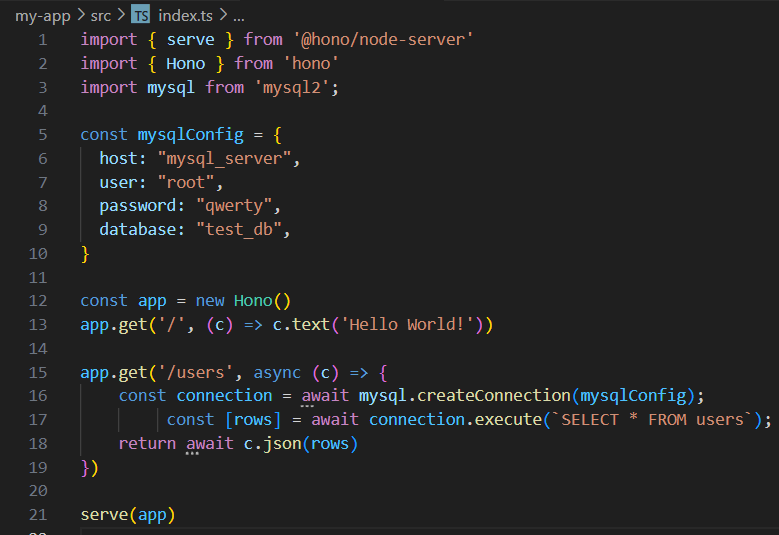 my-app > src > TS index.ts > ...
1 import { serve } from '@hono/node-server'
2 import { Hono } from 'hono'
3 import mysql from 'mysql2';
4
5 const mysqlConfig = {
6   host: "mysql_server",
7   user: "root",
8   password: "qwerty",
9   database: "test_db",
10 }
11
12 const app = new Hono()
13 app.get('/', (c) => c.text('Hello World!'))
14
15 app.get('/users', async (c) => {
16     const connection = await mysql.createConnection(mysqlConfig);
17         const [rows] = await connection.execute(`SELECT * FROM users`);
18     return await c.json(rows)
19 })
20
21 serve(app)